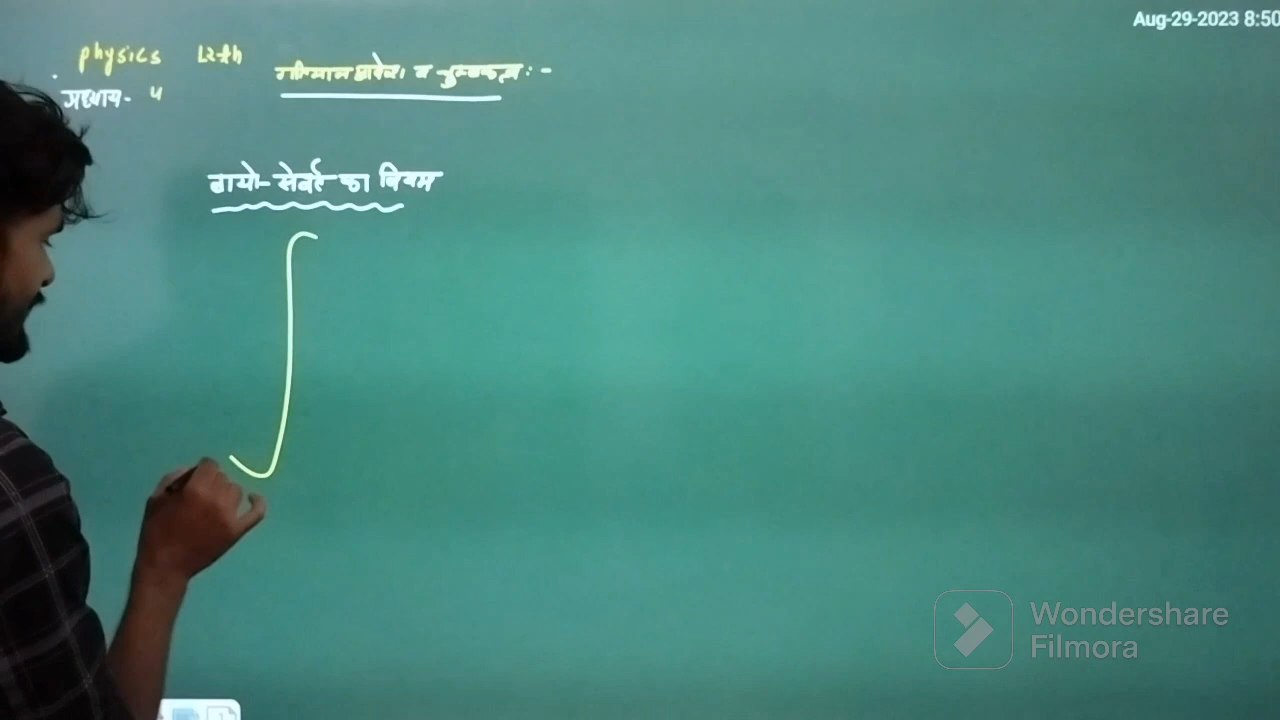 Aug-29-2023 8:50
physics 12th
गतिमान आवेश व चुम्बकत्व : -
अध्याय- 4
बायो-सेवर्ट का नियम
Wondershare
Filmora